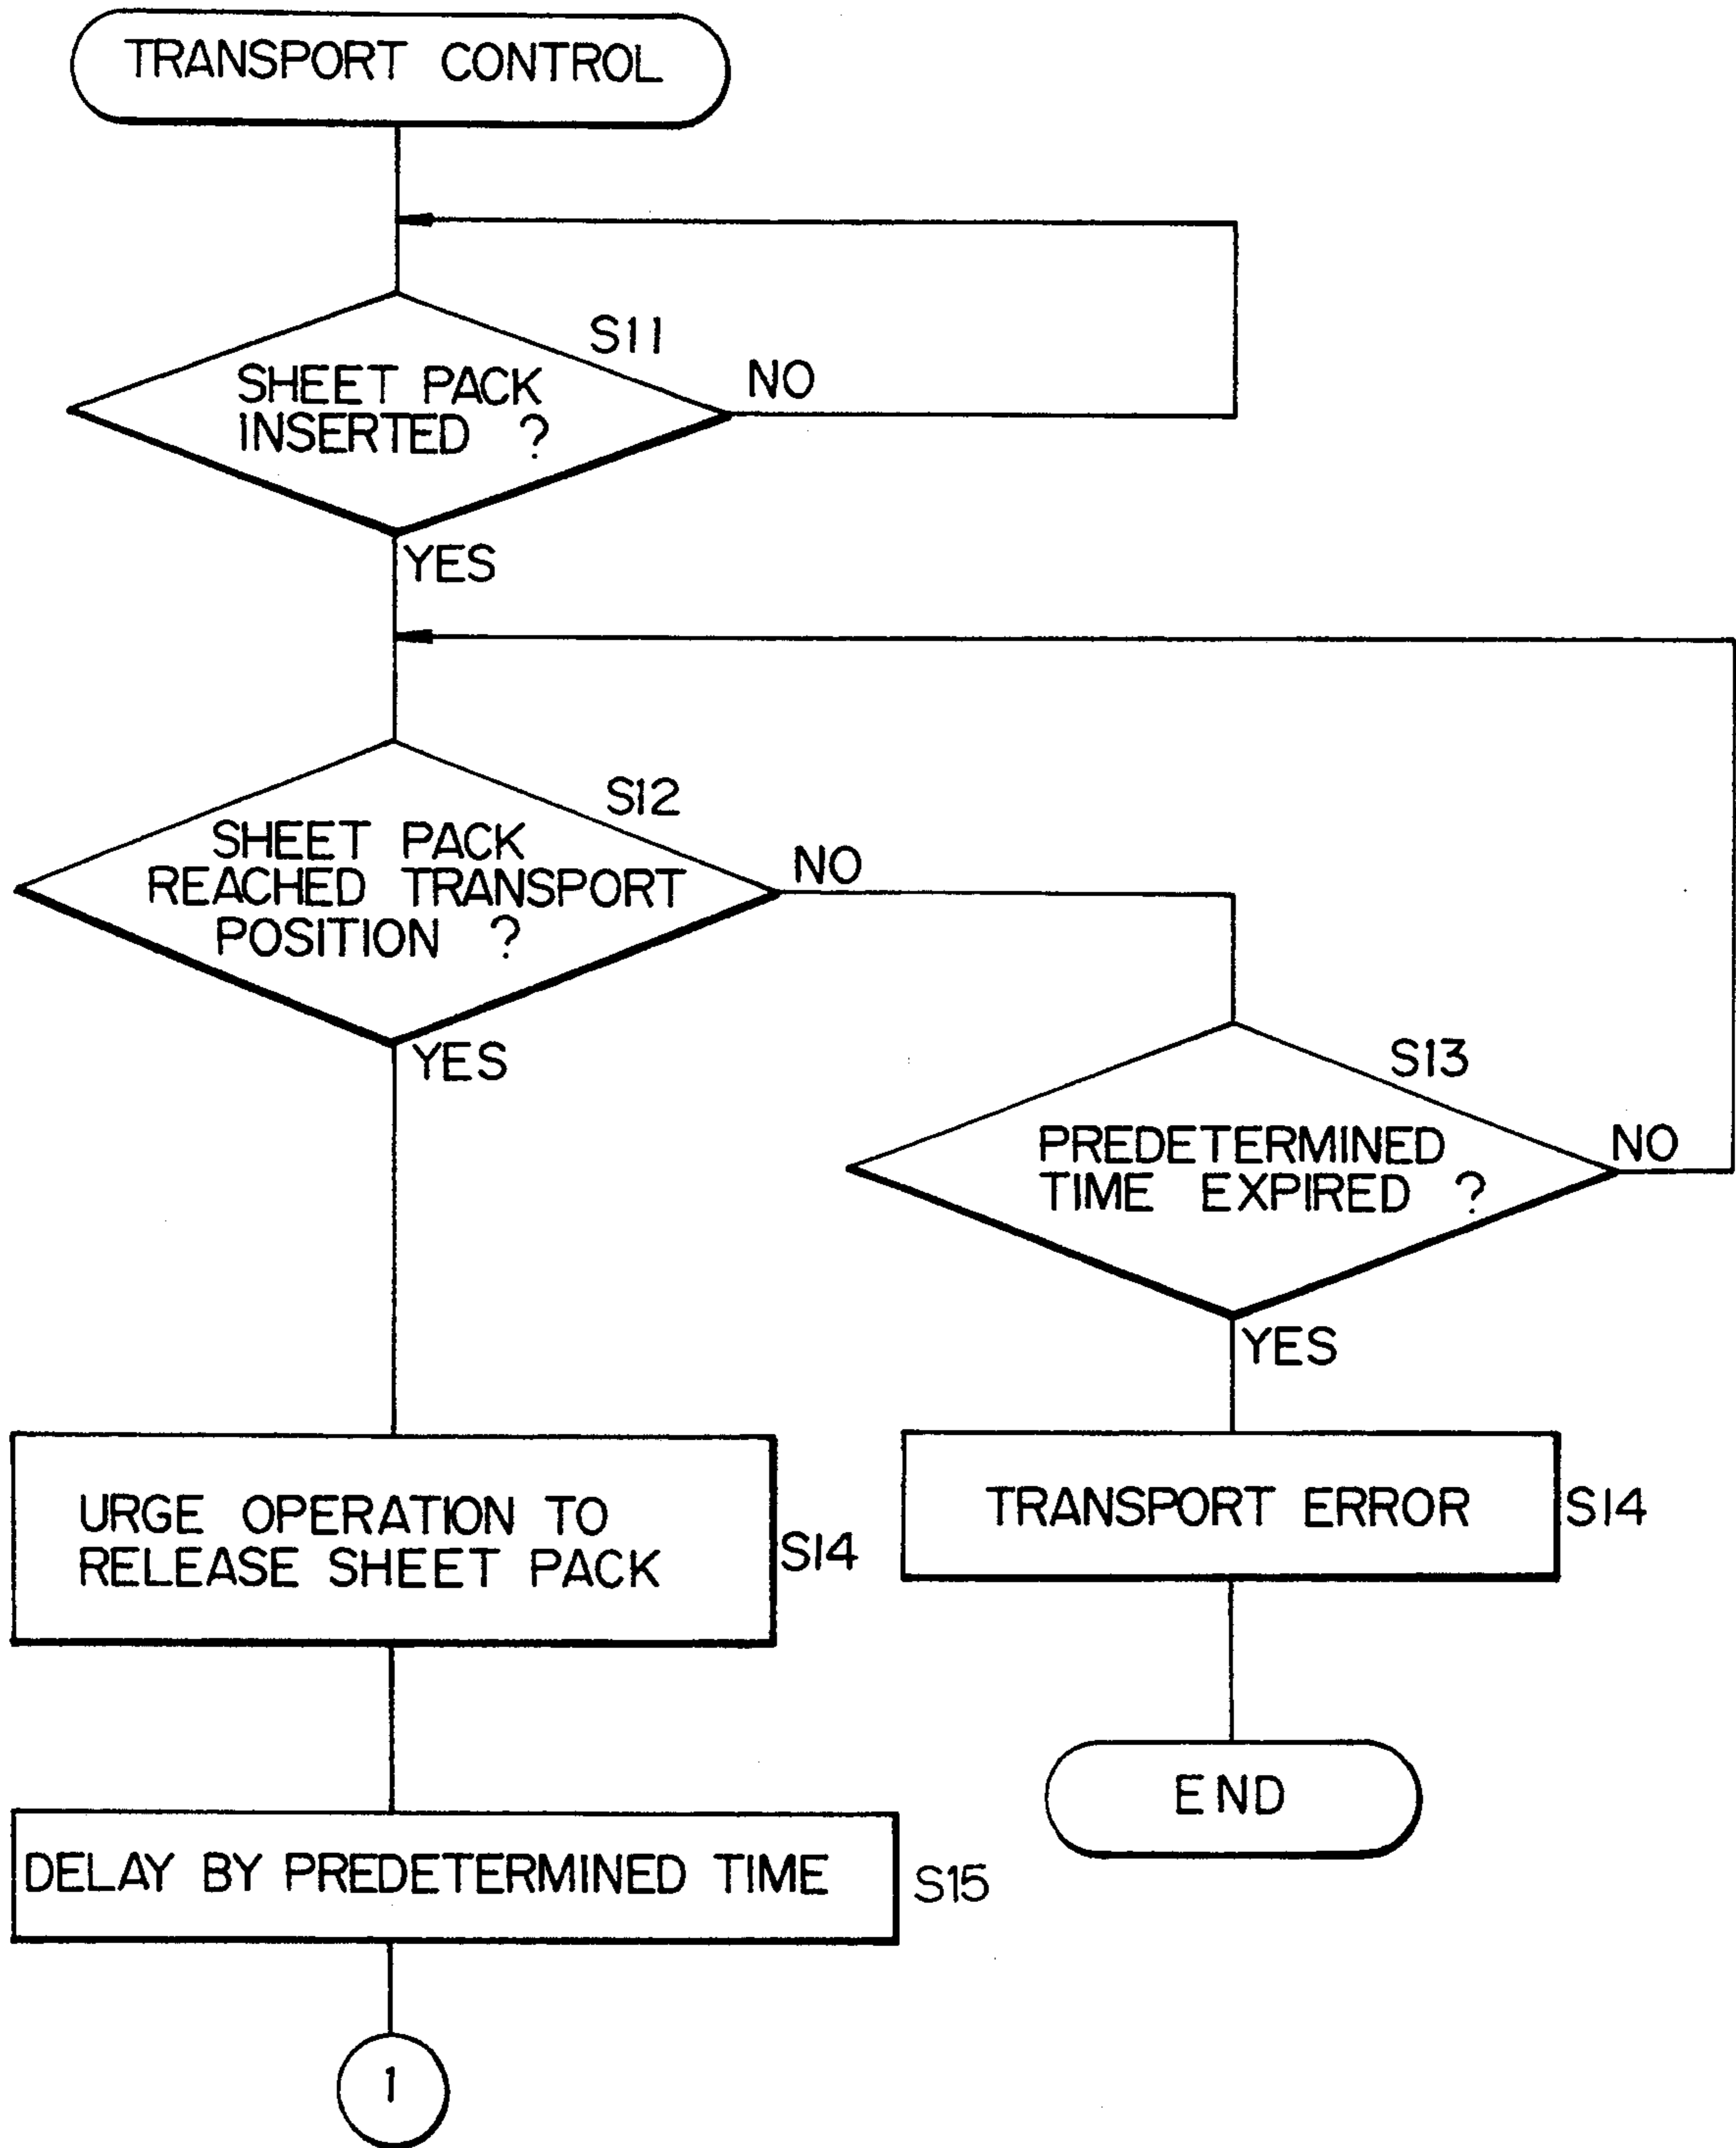 TRANSPORT CONTROL
S11
SHEET PACK
INSERTED ?
NO
YES
S12
SHEET PACK
REACHED TRANSPORT
POSITION ?
NO
YES
S13
PREDETERMINED
TIME EXPIRED ?
NO
YES
URGE OPERATION TO
RELEASE SHEET PACK
S14
TRANSPORT ERROR
S14
END
DELAY BY PREDETERMINED TIME
S15
1